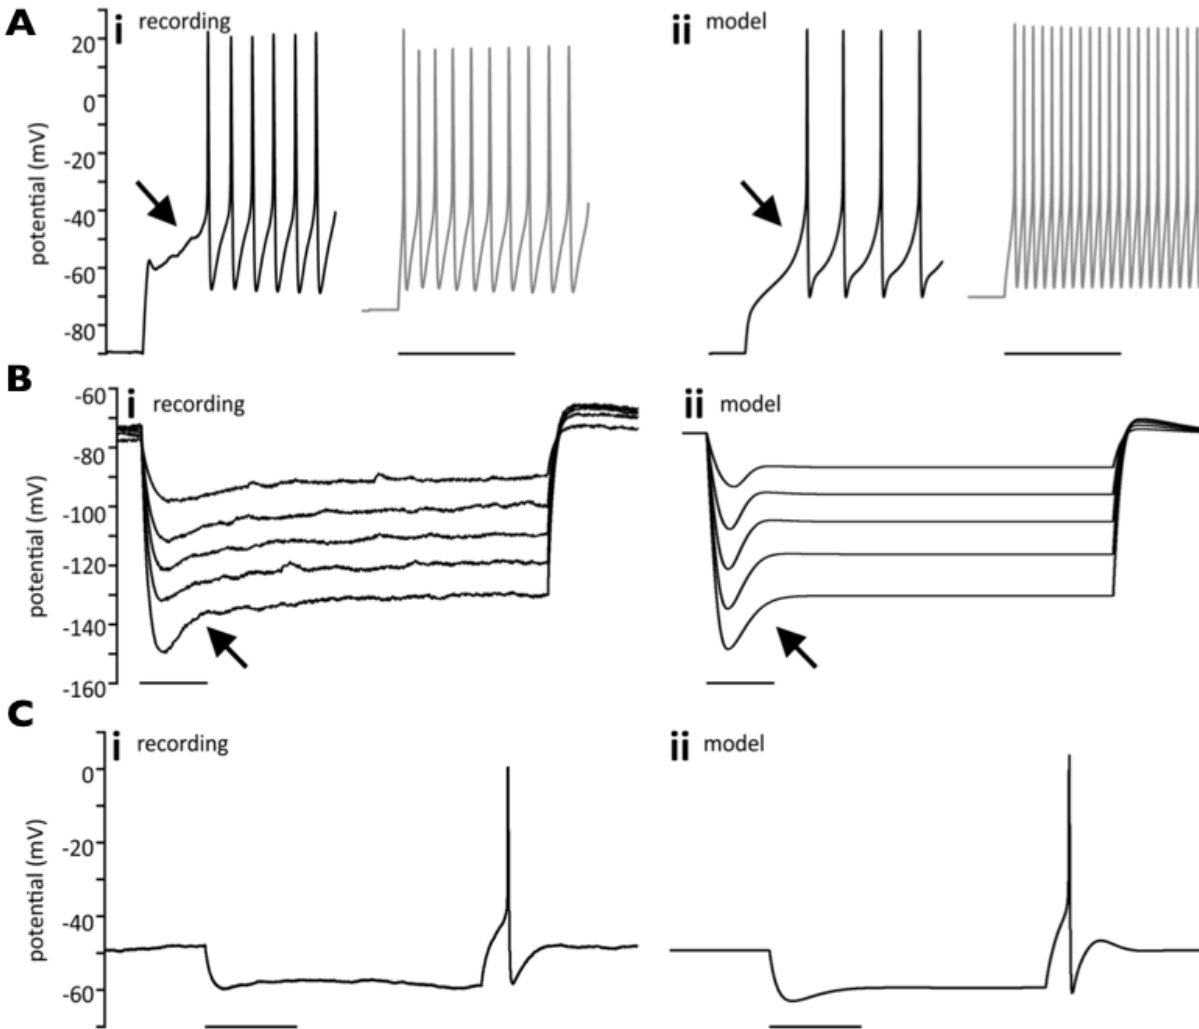 A
i recording
ii model
potential (mV)
20
0
-20
-40
-60
-80
B
i recording
ii model
potential (mV)
-60
-80
-100
-120
-140
-160
C
i recording
ii model
potential (mV)
0
-20
-40
-60